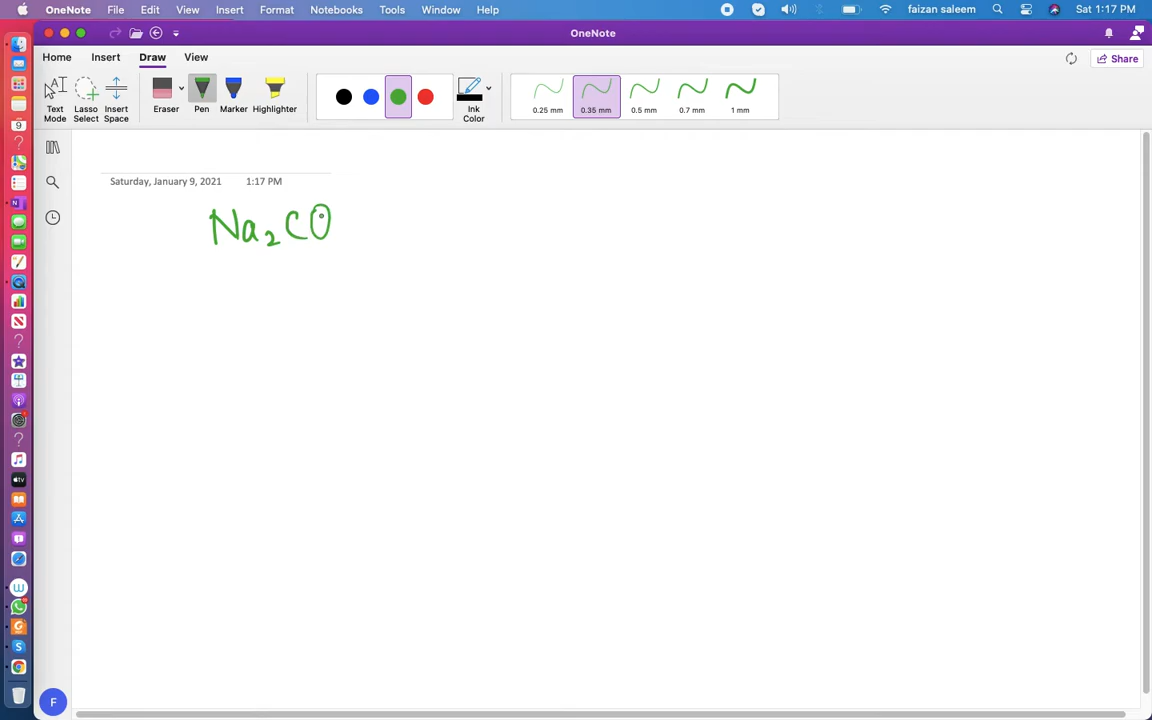 OneNote File Edit View Insert Format Notebooks Tools Window Help faizan saleem Sat 1:17 PM
OneNote
Home Insert Draw View Share
Text Mode Lasso Select Insert Space Eraser Pen Marker Highlighter Ink Color 0.25 mm 0.35 mm 0.5 mm 0.7 mm 1 mm
Saturday, January 9, 2021 1:17 PM
Na₂CO
F